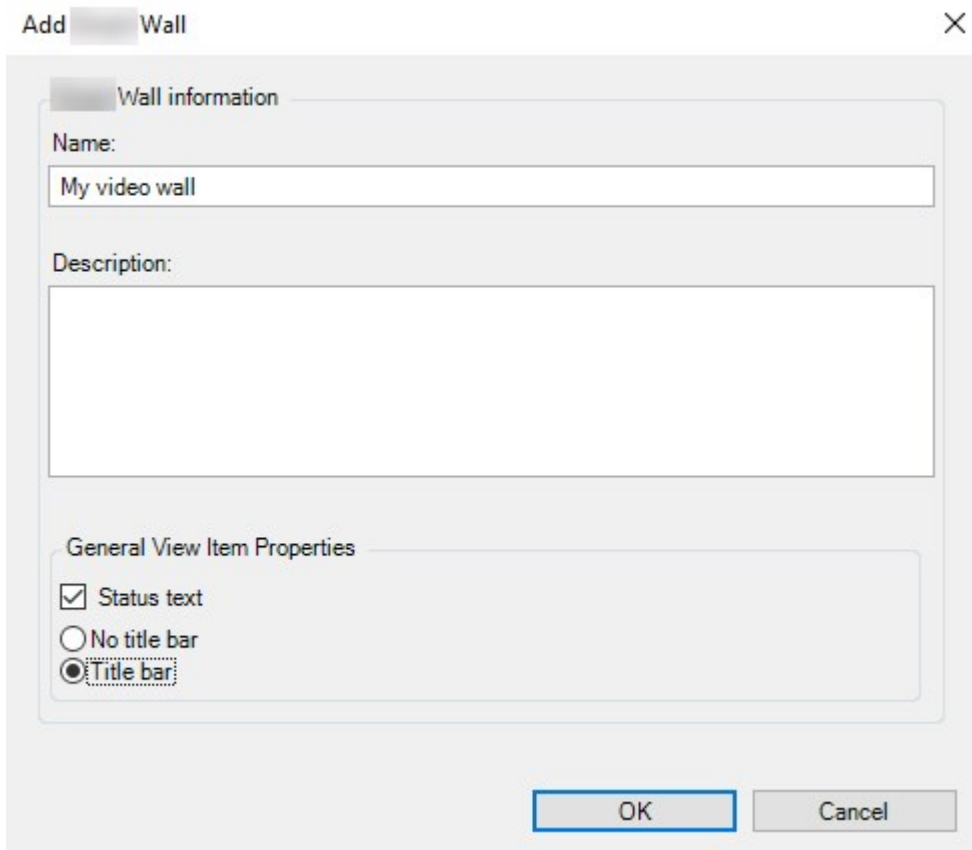 Add Wall
Wall information
Name:
My video wall
Description:
General View Item Properties
Status text
No title bar
Title bar
OK
Cancel